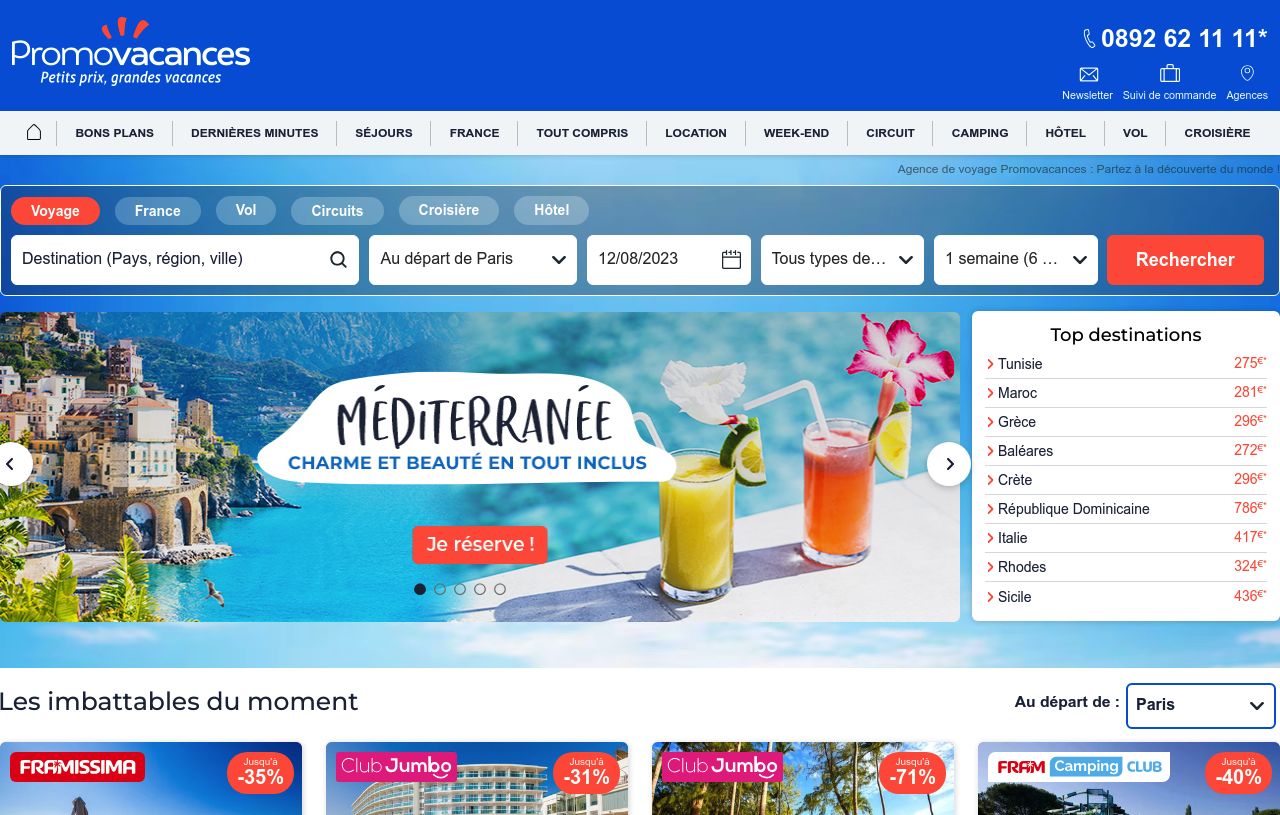 Promovacances
Petits prix, grandes vacances
0892 62 11 11*
Newsletter Suivi de commande Agences
BONS PLANS DERNIÈRES MINUTES SÉJOURS FRANCE TOUT COMPRIS LOCATION WEEK-END CIRCUIT CAMPING HÔTEL VOL CROISIÈRE
Agence de voyage Promovacances : Partez à la découverte du monde !
Voyage France Vol Circuits Croisière Hôtel
Destination (Pays, région, ville) Au départ de Paris 12/08/2023 Tous types de… 1 semaine (6 … Rechercher
MÉDiTERRANÉE
CHARME ET BEAUTÉ EN TOUT INCLUS
Je réserve !
Top destinations
Tunisie 275€*
Maroc 281€*
Grèce 296€*
Baléares 272€*
Crète 296€*
République Dominicaine 786€*
Italie 417€*
Rhodes 324€*
Sicile 436€*
Les imbattables du moment
Au départ de : Paris
FRAMISSIMA Jusqu'à -35%
Club Jumbo Jusqu'à -31%
Club Jumbo Jusqu'à -71%
FRAM Camping CLUB Jusqu'à -40%